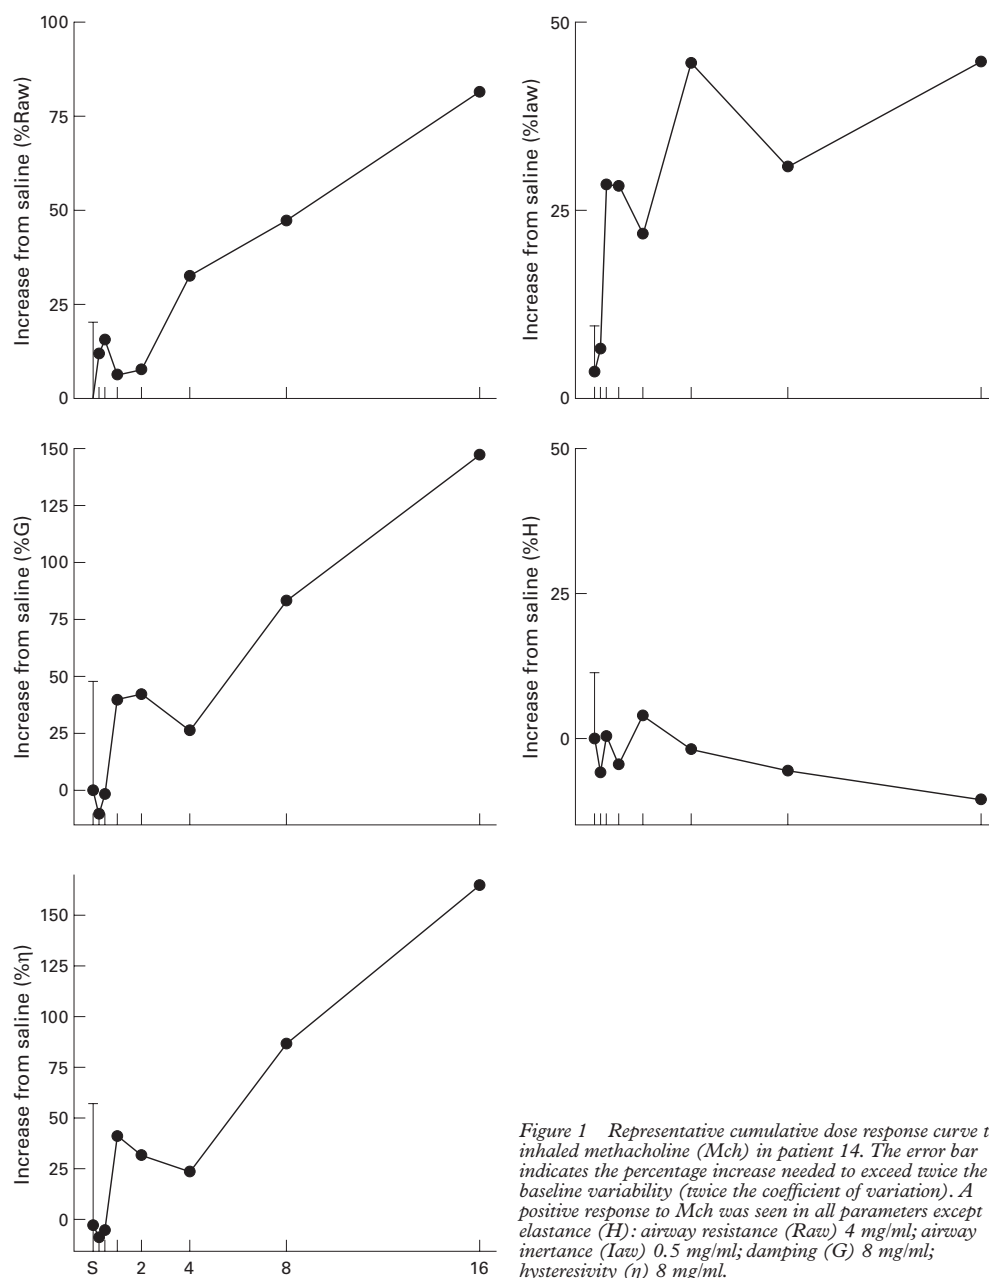 100
75
50
25
0
Increase from saline (%Raw)
50
25
0
Increase from saline (%Iaw)
150
125
100
75
50
25
0
Increase from saline (%G)
50
25
0
Increase from saline (%H)
150
125
100
75
50
25
0
Increase from saline (%η)
S 2 4 8 16
Figure 1 Representative cumulative dose response curve t
inhaled methacholine (Mch) in patient 14. The error bar
indicates the percentage increase needed to exceed twice the
baseline variability (twice the coefficient of variation). A
positive response to Mch was seen in all parameters except
elastance (H): airway resistance (Raw) 4 mg/ml; airway
inertance (Iaw) 0.5 mg/ml; damping (G) 8 mg/ml;
hysteresivity (η) 8 mg/ml.